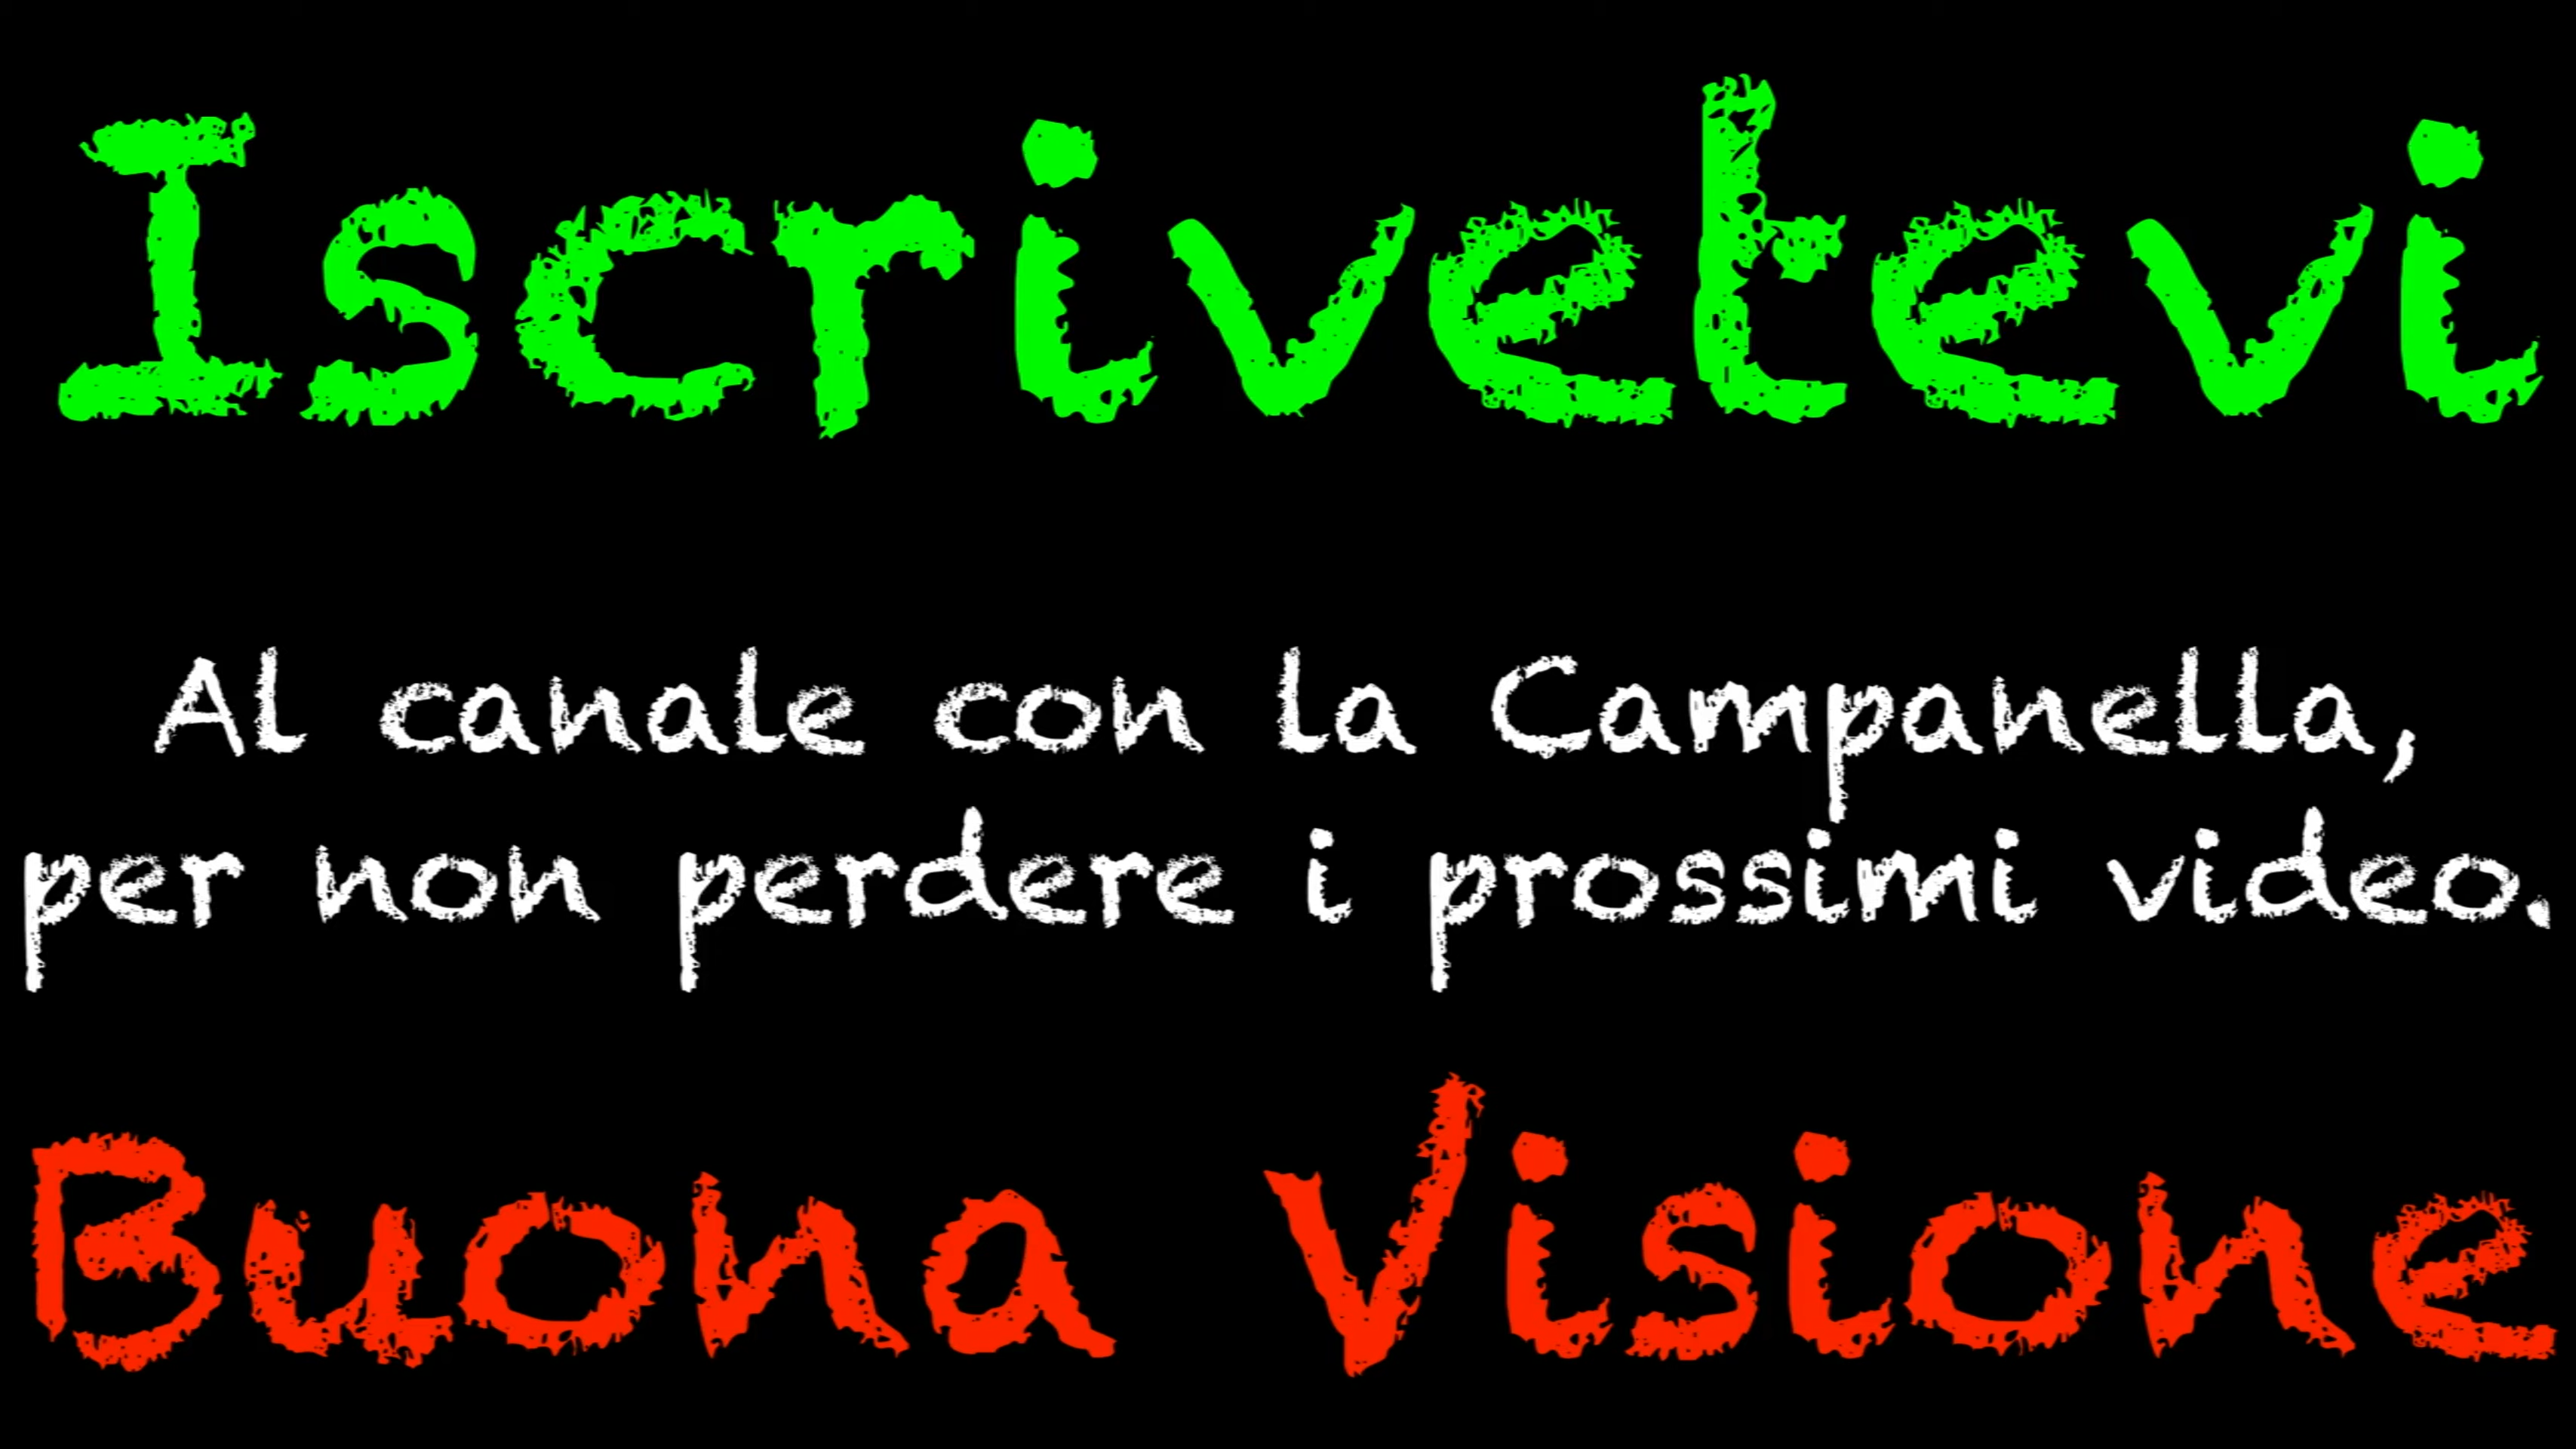 Iscrivetevi
Al canale con la Campanella,
per non perdere i prossimi video.
Buona Visione